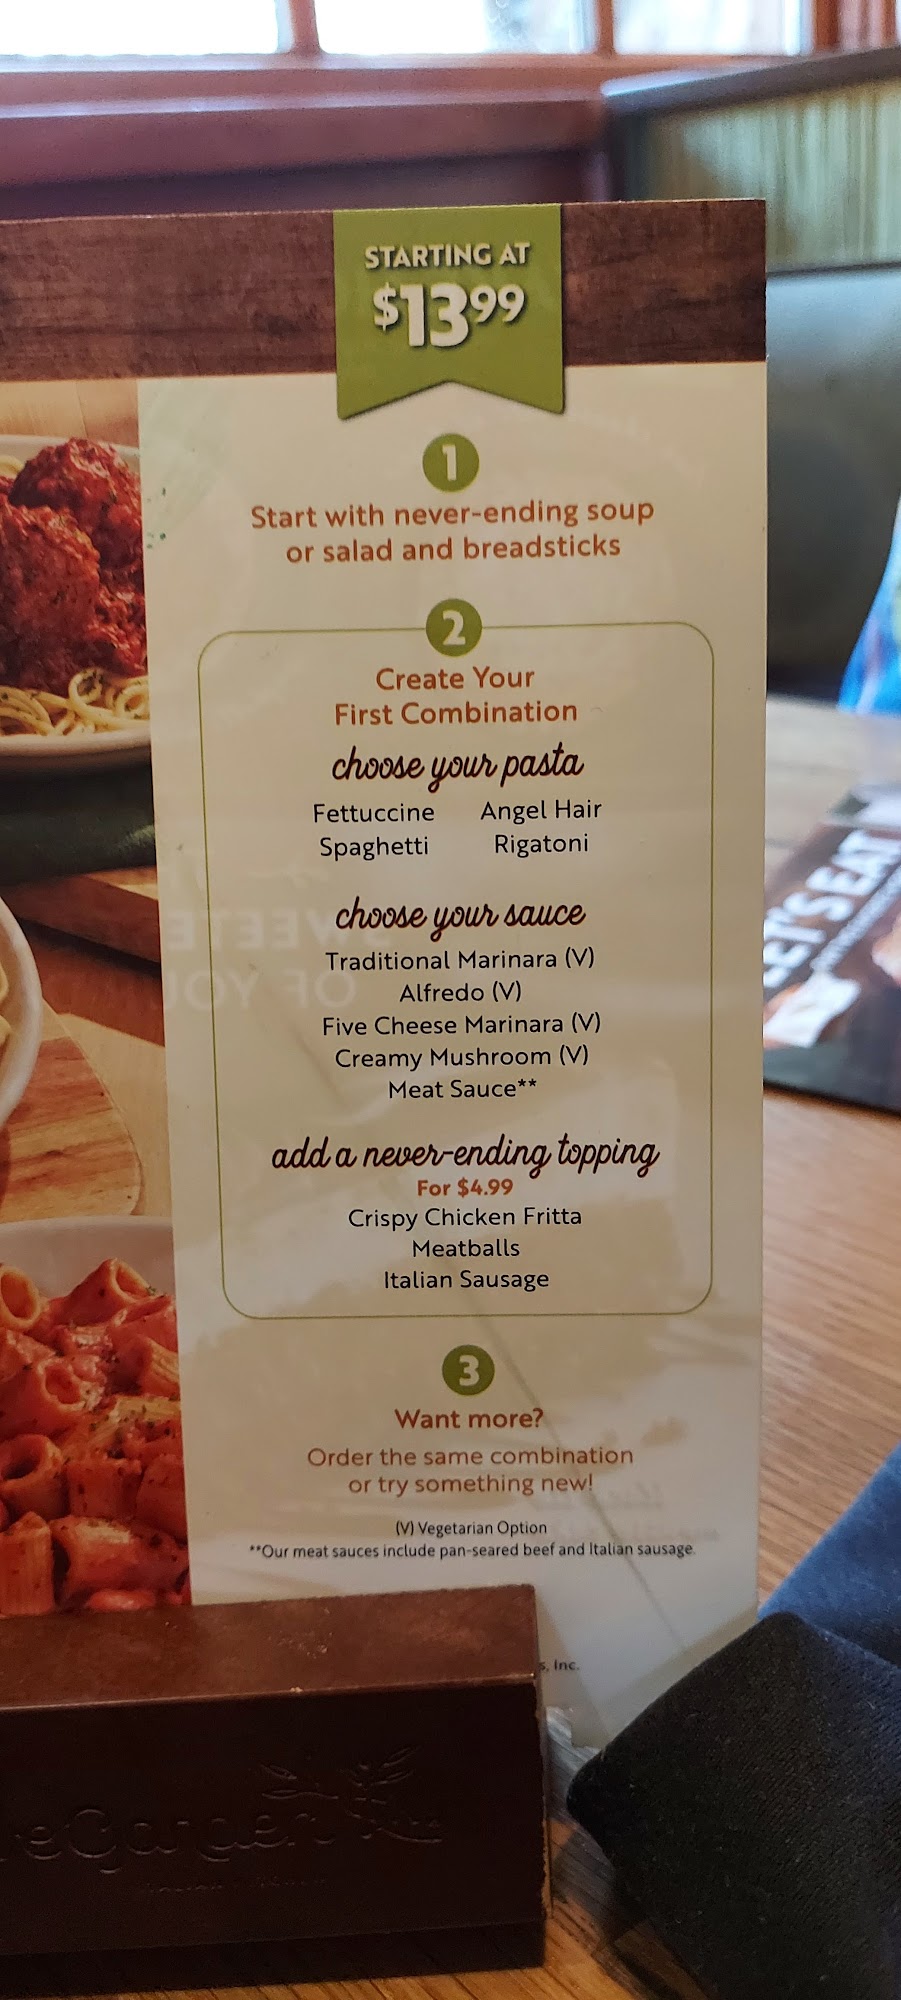 STARTING AT
$13.99
1
Start with never-ending soup
or salad and breadsticks
2
Create Your
First Combination
choose your pasta
Fettuccine Angel Hair
Spaghetti Rigatoni
choose your sauce
Traditional Marinara (V)
Alfredo (V)
Five Cheese Marinara (V)
Creamy Mushroom (V)
Meat Sauce**
add a never-ending topping
For $4.99
Crispy Chicken Fritta
Meatballs
Italian Sausage
3
Want more?
Order the same combination
or try something new!
(V) Vegetarian Option
**Our meat sauces include pan-seared beef and Italian sausage.
s, Inc.
eGarden
LET'S EAT